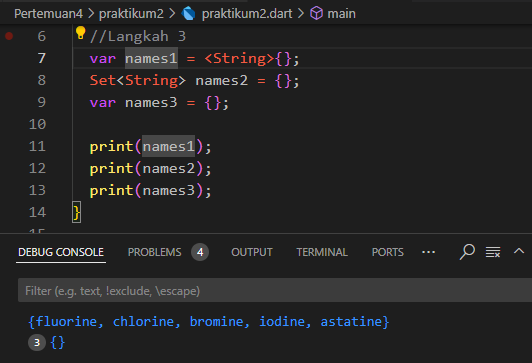 Pertemuan4 > praktikum2 > praktikum2.dart > main
6 //Langkah 3
7 var names1 = <String>{};
8 Set<String> names2 = {};
9 var names3 = {};
10
11 print(names1);
12 print(names2);
13 print(names3);
14 }
15
DEBUG CONSOLE PROBLEMS 4 OUTPUT TERMINAL PORTS ...
Filter (e.g. text, !exclude, \escape)
{fluorine, chlorine, bromine, iodine, astatine}
3 {}